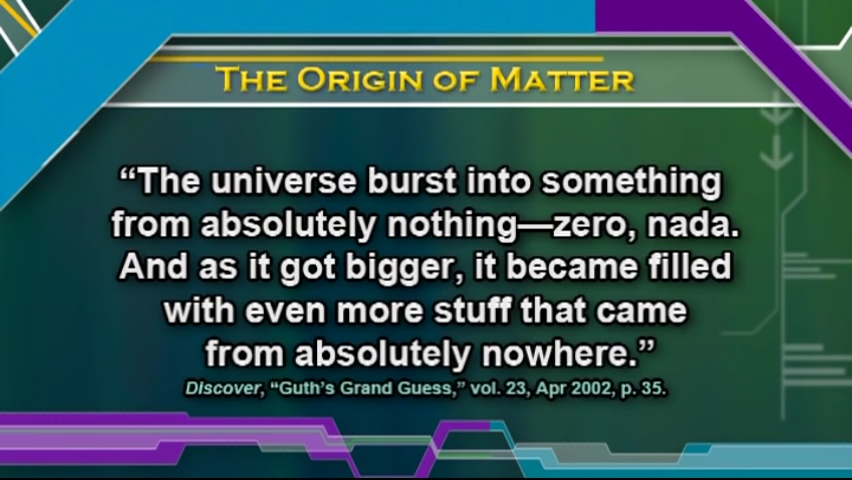 The Origin of Matter
“The universe burst into something
from absolutely nothing—zero, nada.
And as it got bigger, it became filled
with even more stuff that came
from absolutely nowhere.”
Discover, “Guth’s Grand Guess,” vol. 23, Apr 2002, p. 35.